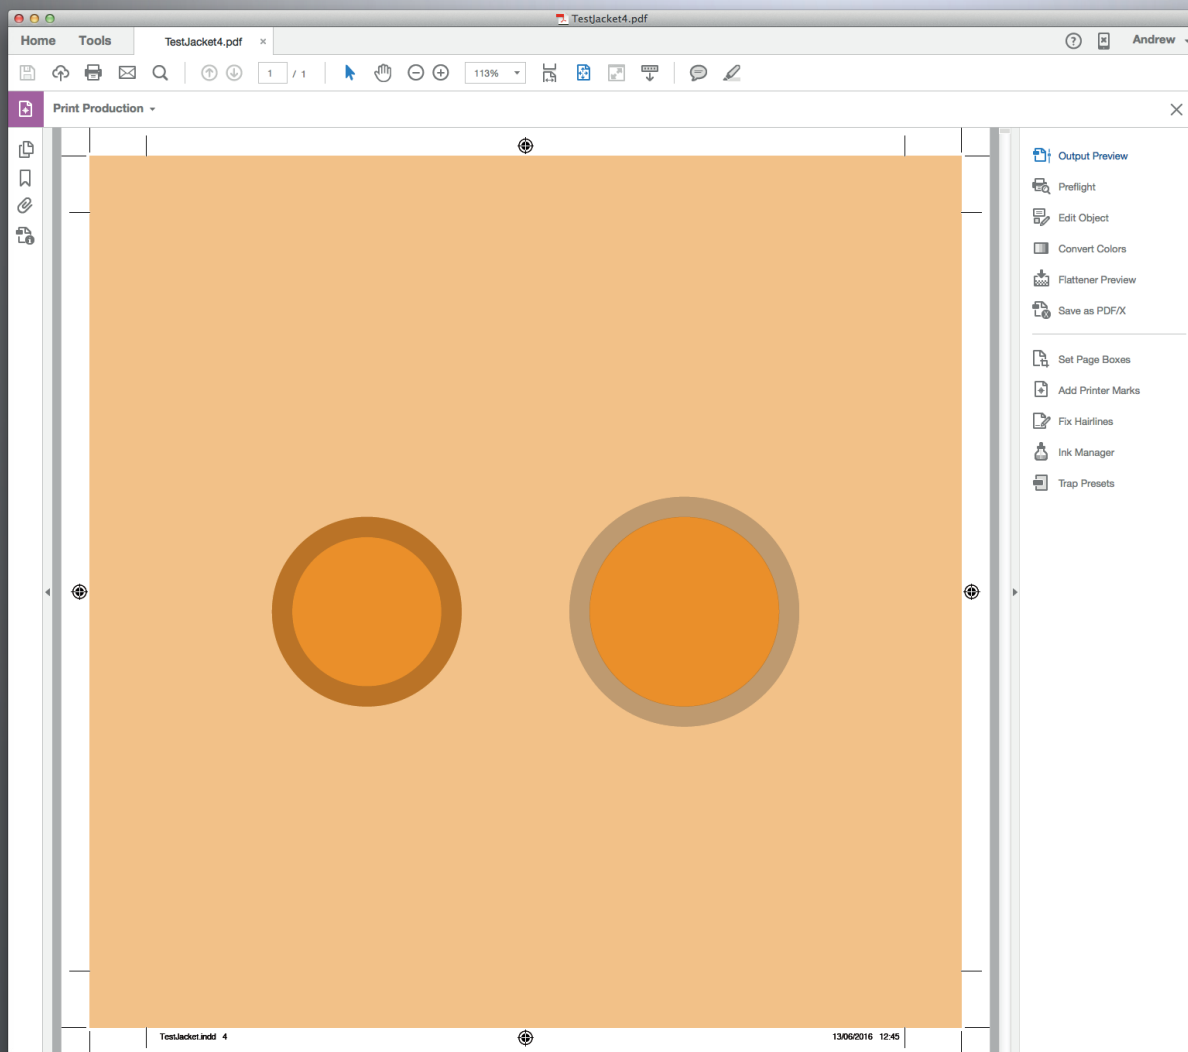 TestJacket4.pdf
Home Tools TestJacket4.pdf × ? Andrew
1 / 1 113%
Print Production
Output Preview
Preflight
Edit Object
Convert Colors
Flattener Preview
Save as PDF/X
Set Page Boxes
Add Printer Marks
Fix Hairlines
Ink Manager
Trap Presets
TestJacket.indd 4 13/06/2016 12:45